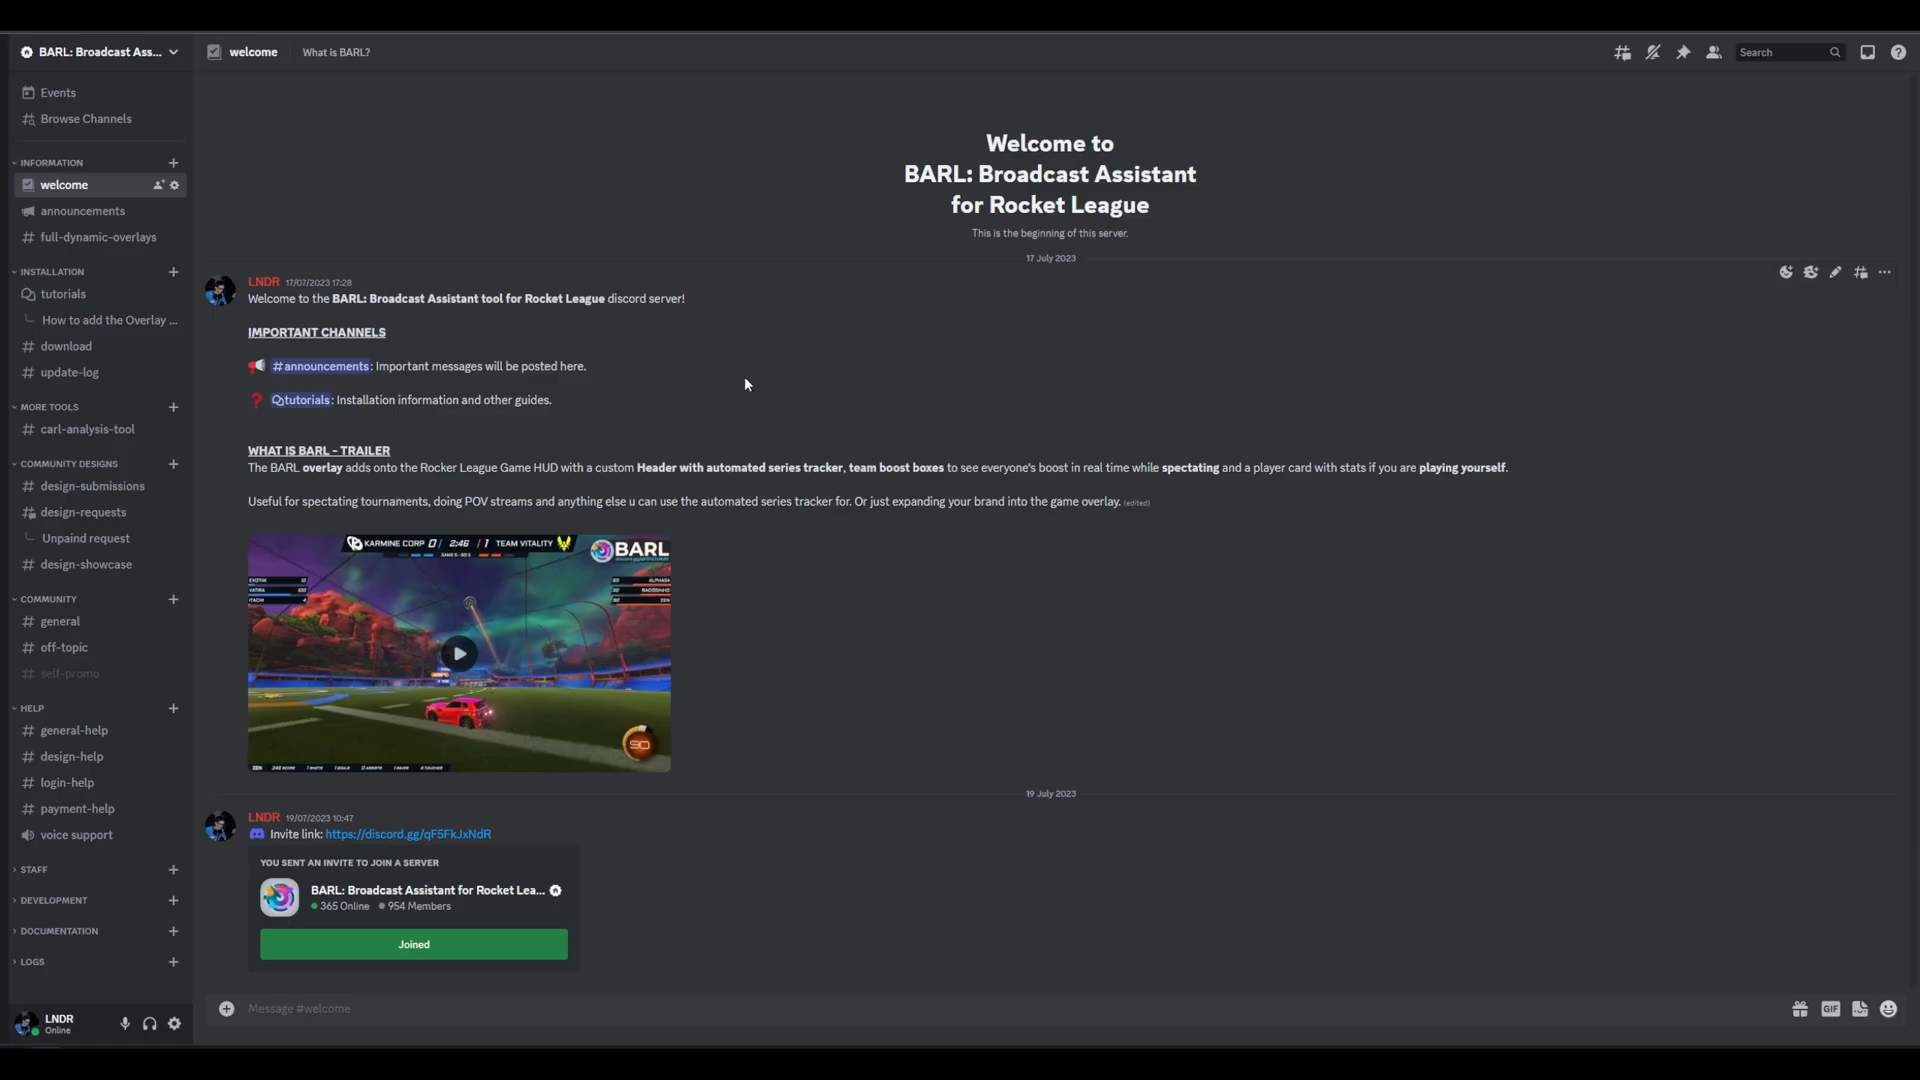 BARL: Broadcast Ass...
welcome
What is BARL?
Search
Events
Browse Channels
INFORMATION
welcome
announcements
full-dynamic-overlays
INSTALLATION
tutorials
How to add the Overlay ...
download
update-log
MORE TOOLS
carl-analysis-tool
COMMUNITY DESIGNS
design-submissions
design-requests
Unpaind request
design-showcase
COMMUNITY
general
off-topic
self-promo
HELP
general-help
design-help
login-help
payment-help
voice support
STAFF
DEVELOPMENT
DOCUMENTATION
LOGS
LNDR
Online
Welcome to
BARL: Broadcast Assistant
for Rocket League
This is the beginning of this server.
17 July 2023
LNDR 17/07/2023 17:28
Welcome to the BARL: Broadcast Assistant tool for Rocket League discord server!
IMPORTANT CHANNELS
#announcements: Important messages will be posted here.
tutorials: Installation information and other guides.
WHAT IS BARL - TRAILER
The BARL overlay adds onto the Rocker League Game HUD with a custom Header with automated series tracker, team boost boxes to see everyone's boost in real time while spectating and a player card with stats if you are playing yourself.
Useful for spectating tournaments, doing POV streams and anything else u can use the automated series tracker for. Or just expanding your brand into the game overlay. (edited)
KARMINE CORP 0 / 2:46 / 1 TEAM VITALITY
BARL
EXOTIIK
VATIRA 100
ITACHI
ALPHA54
RADOSINHO
ZEN
90
19 July 2023
LNDR 19/07/2023 10:47
Invite link: https://discord.gg/qF5FkJxNdR
YOU SENT AN INVITE TO JOIN A SERVER
BARL: Broadcast Assistant for Rocket Lea...
365 Online 954 Members
Joined
Message #welcome
GIF